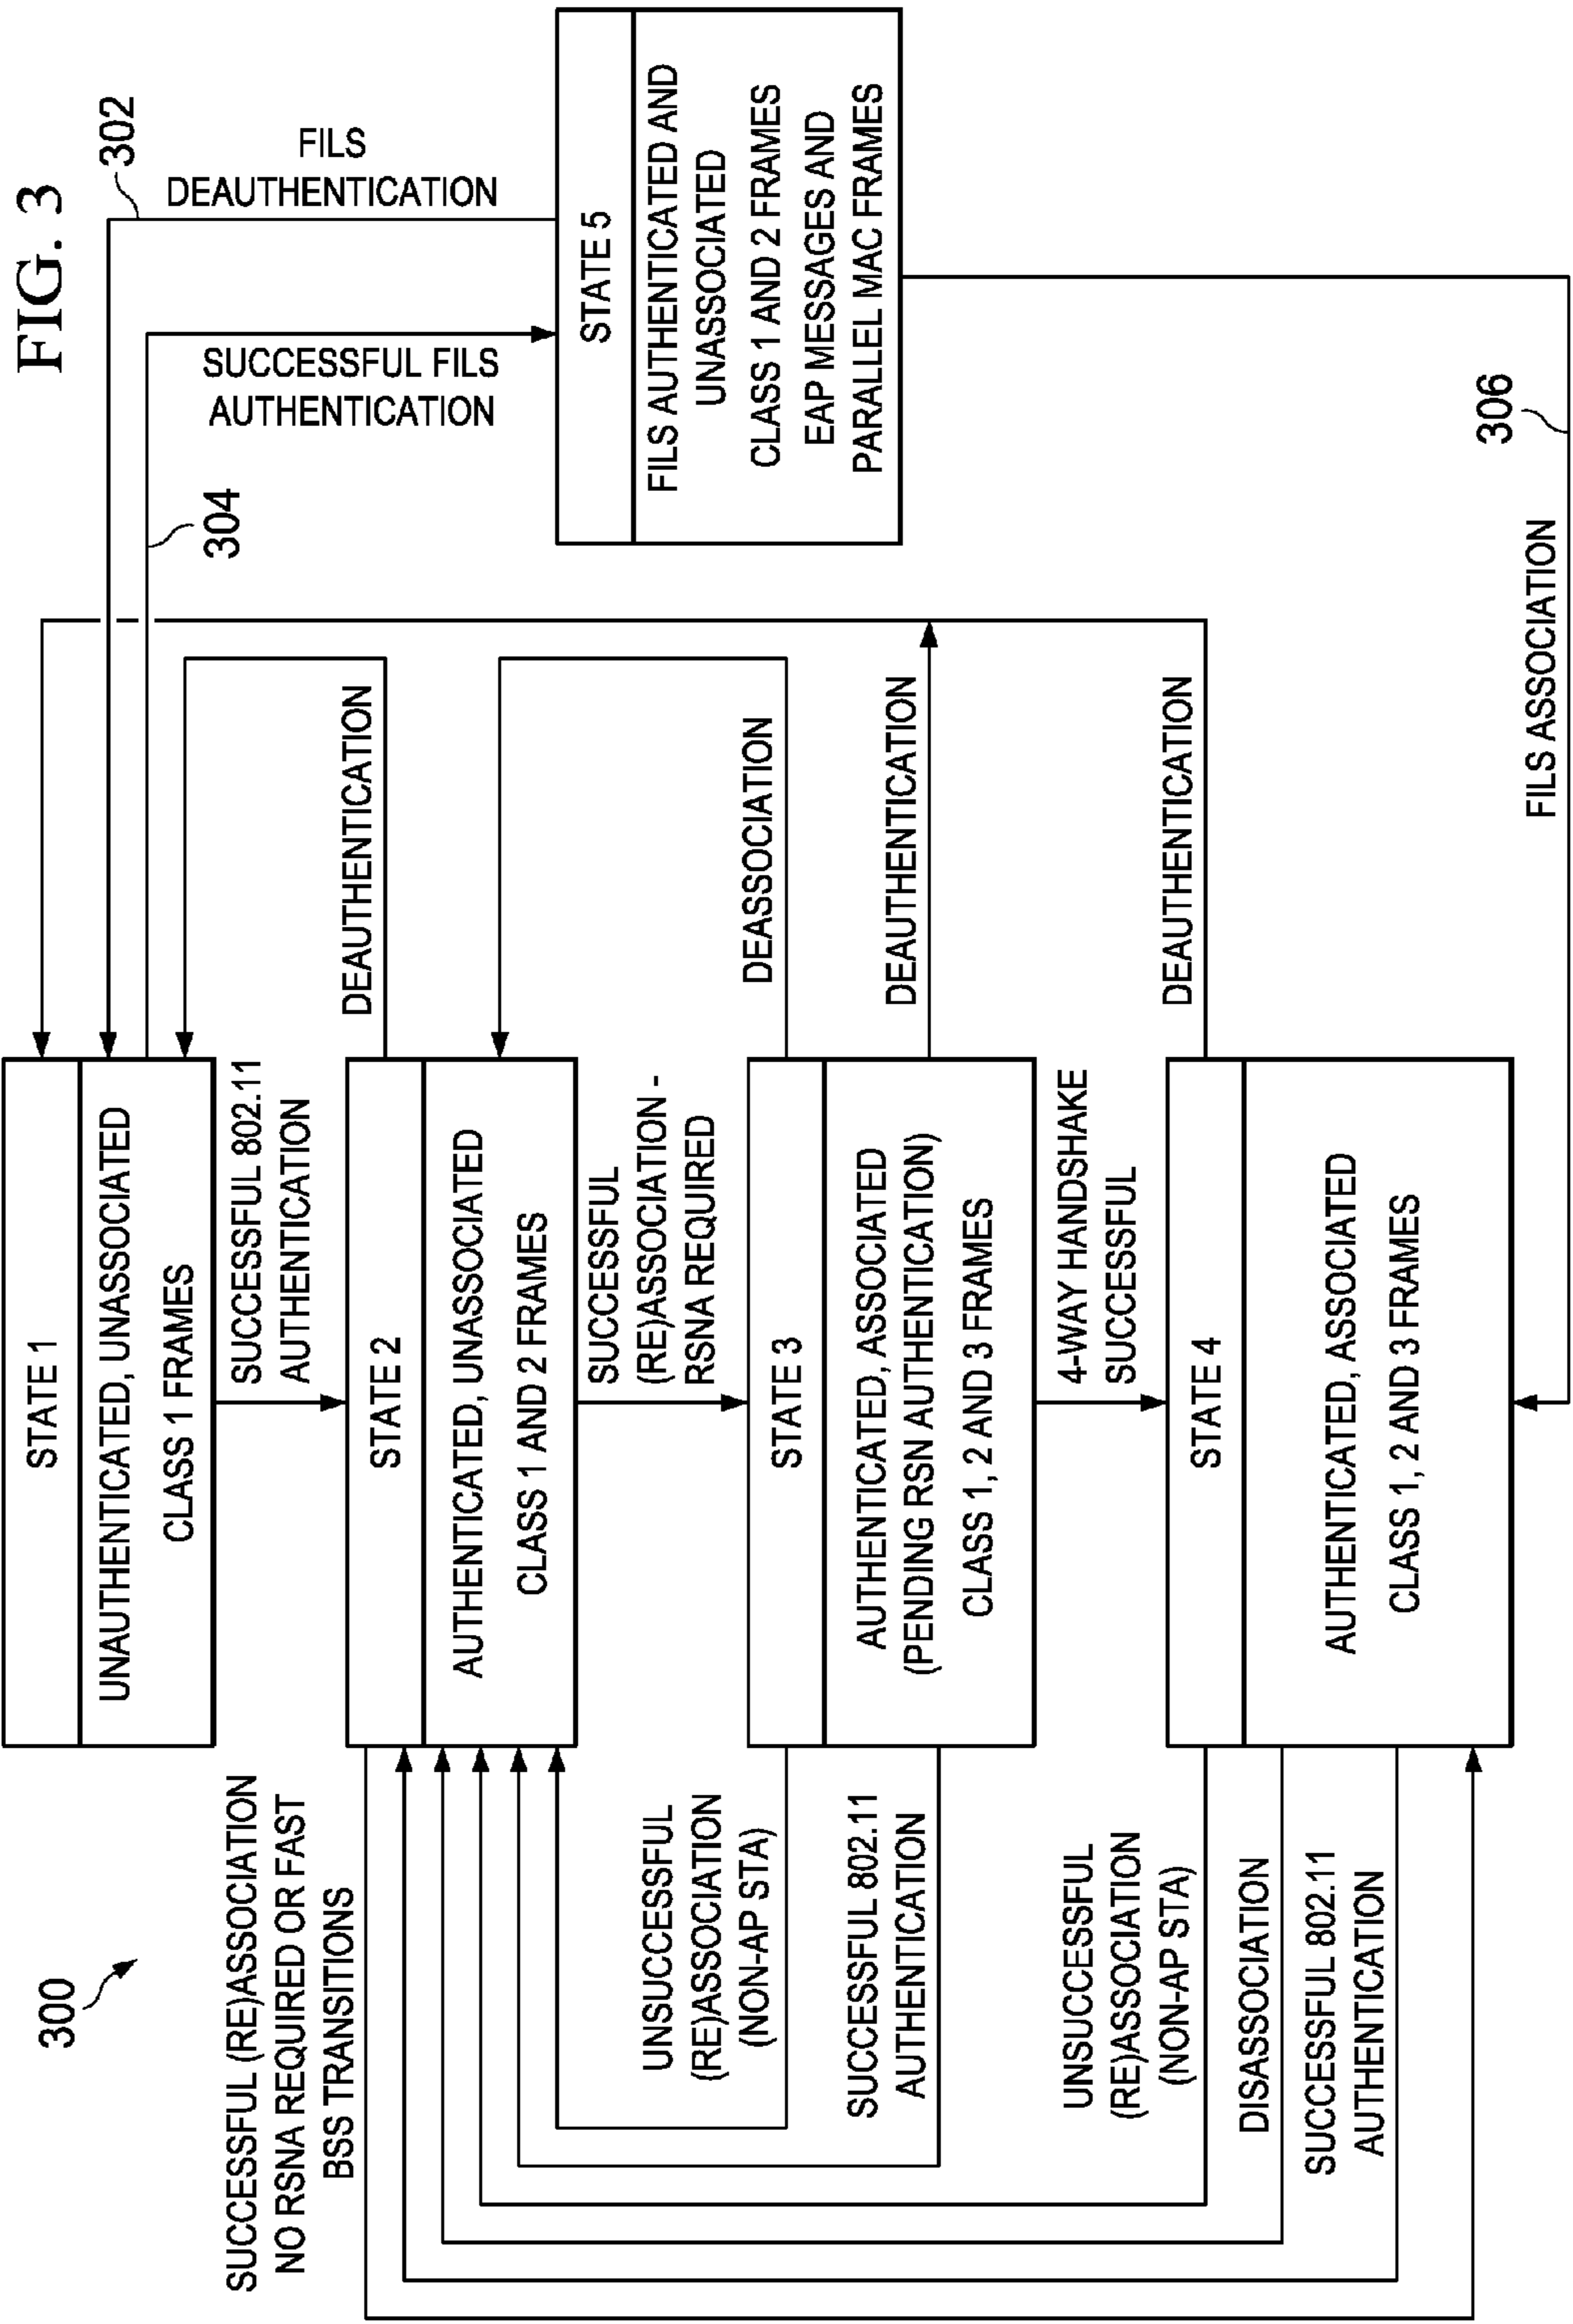 FIG. 3
300
STATE 1
UNAUTHENTICATED, UNASSOCIATED
CLASS 1 FRAMES
SUCCESSFUL 802.11
AUTHENTICATION
302
FILS
DEAUTHENTICATION
304
SUCCESSFUL FILS
AUTHENTICATION
SUCCESSFUL (RE)ASSOCIATION
NO RSNA REQUIRED OR FAST
BSS TRANSITIONS
STATE 2
AUTHENTICATED, UNASSOCIATED
CLASS 1 AND 2 FRAMES
DEAUTHENTICATION
SUCCESSFUL
(RE)ASSOCIATION -
RSNA REQUIRED
STATE 5
FILS AUTHENTICATED AND
UNASSOCIATED
CLASS 1 AND 2 FRAMES
EAP MESSAGES AND
PARALLEL MAC FRAMES
UNSUCCESSFUL
(RE)ASSOCIATION
(NON-AP STA)
STATE 3
AUTHENTICATED, ASSOCIATED
(PENDING RSN AUTHENTICATION)
CLASS 1, 2 AND 3 FRAMES
DEASSOCIATION
DEAUTHENTICATION
SUCCESSFUL 802.11
AUTHENTICATION
4-WAY HANDSHAKE
SUCCESSFUL
UNSUCCESSFUL
(RE)ASSOCIATION
(NON-AP STA)
STATE 4
AUTHENTICATED, ASSOCIATED
CLASS 1, 2 AND 3 FRAMES
DEAUTHENTICATION
DISASSOCIATION
SUCCESSFUL 802.11
AUTHENTICATION
306
FILS ASSOCIATION